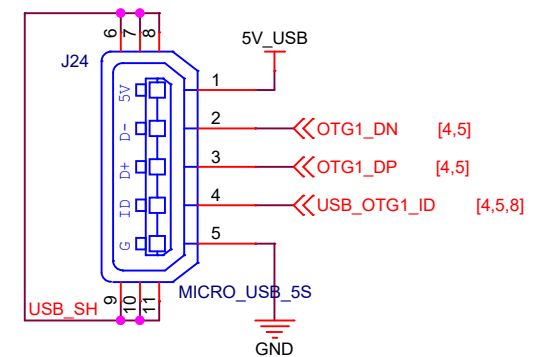 6 7 8
5V_USB
J24
5V 1
D- 2 OTG1_DN [4,5]
D+ 3 OTG1_DP [4,5]
ID 4 USB_OTG1_ID [4,5,8]
G 5
MICRO_USB_5S
USB_SH 9 10 11
GND